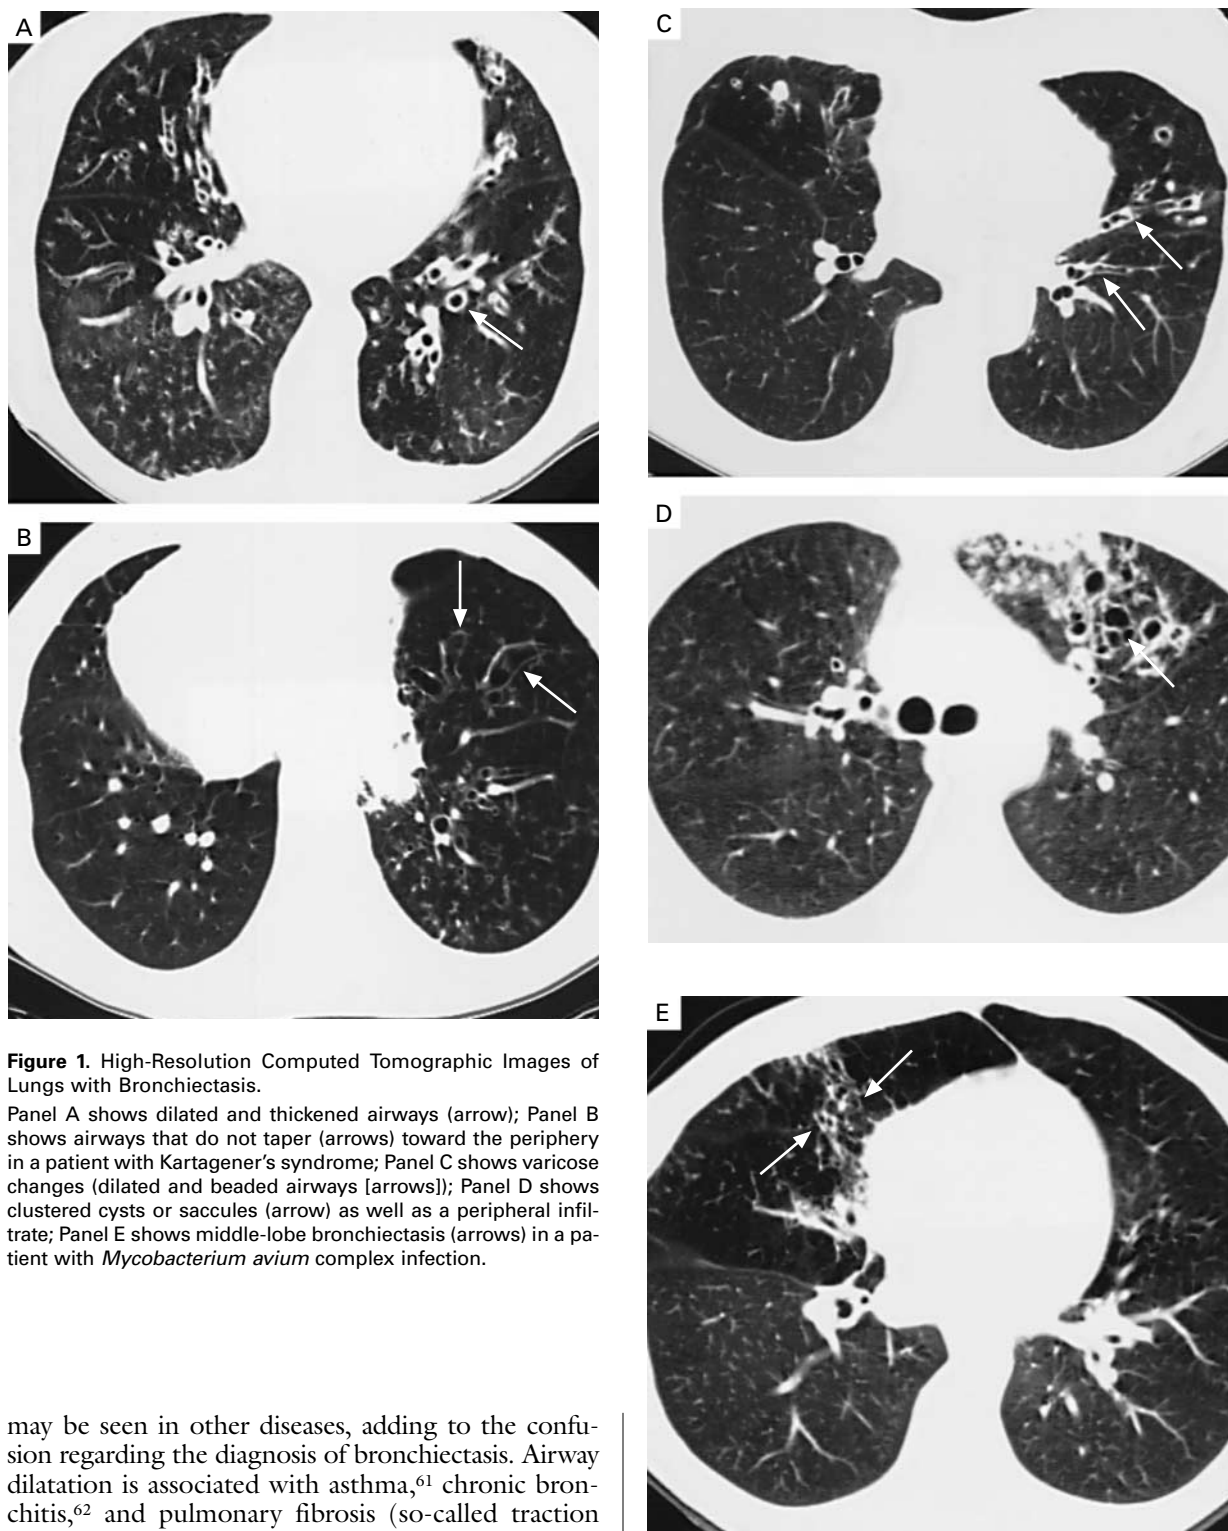 A
B
Figure 1. High-Resolution Computed Tomographic Images of
Lungs with Bronchiectasis.
Panel A shows dilated and thickened airways (arrow); Panel B
shows airways that do not taper (arrows) toward the periphery
in a patient with Kartagener's syndrome; Panel C shows varicose
changes (dilated and beaded airways [arrows]); Panel D shows
clustered cysts or saccules (arrow) as well as a peripheral infil-
trate; Panel E shows middle-lobe bronchiectasis (arrows) in a pa-
tient with Mycobacterium avium complex infection.
may be seen in other diseases, adding to the confu-
sion regarding the diagnosis of bronchiectasis. Airway
dilatation is associated with asthma,⁶¹ chronic bron-
chitis,⁶² and pulmonary fibrosis (so-called traction
C
D
E